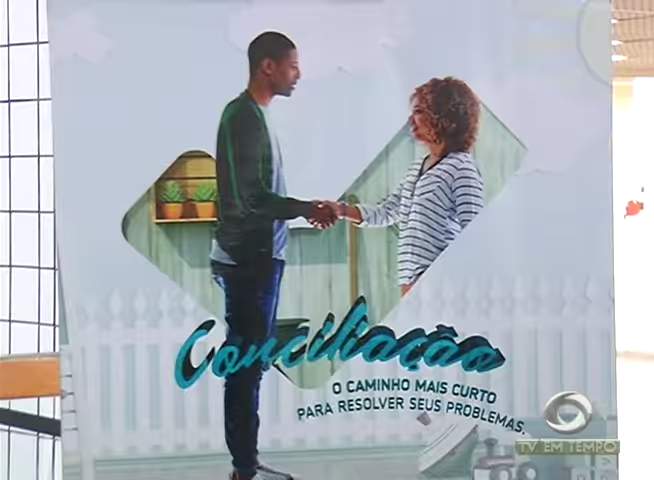 Conciliação
O CAMINHO MAIS CURTO
PARA RESOLVER SEUS PROBLEMAS.
TV EM TEMPO